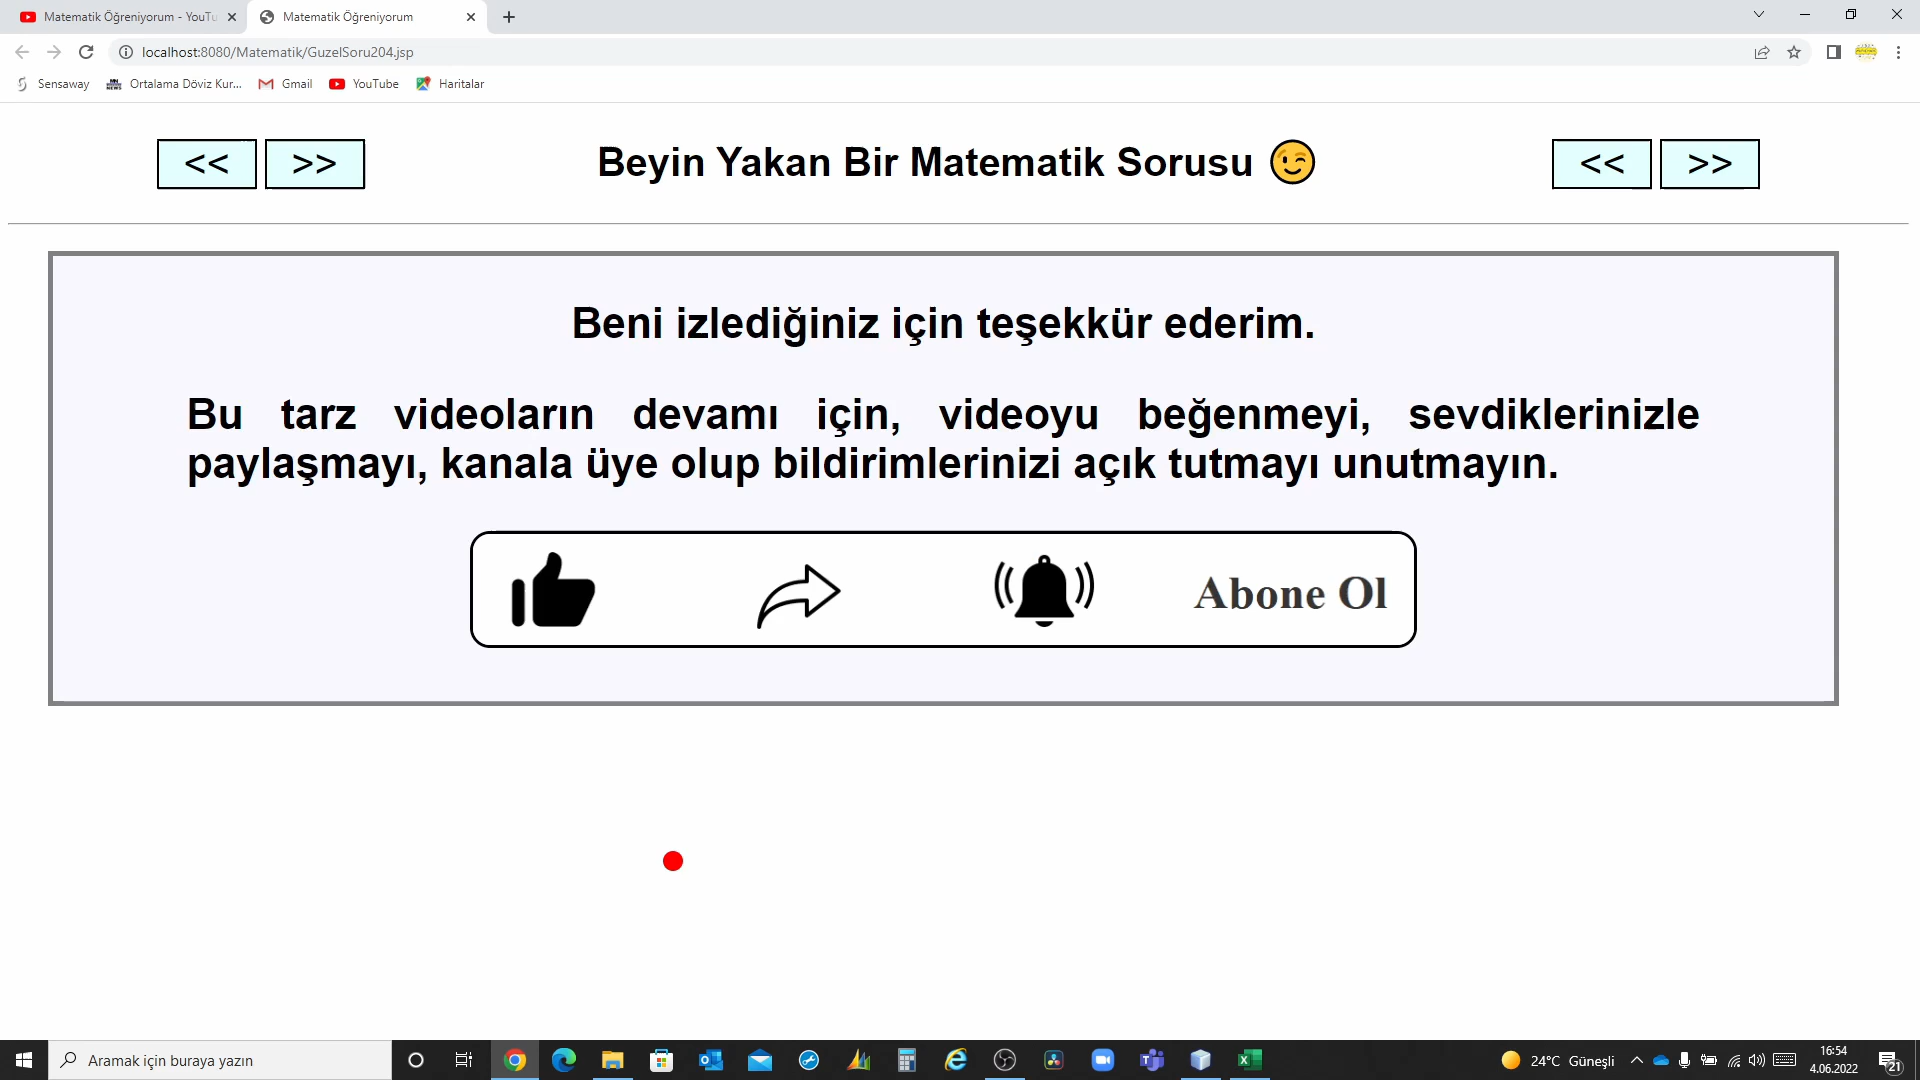 Matematik Öğreniyorum - YouTu
Matematik Öğreniyorum
localhost:8080/Matematik/GuzelSoru204.jsp
Sensaway
Ortalama Döviz Kur...
Gmail
YouTube
Haritalar
<< >>
Beyin Yakan Bir Matematik Sorusu 😉
<< >>
Beni izlediğiniz için teşekkür ederim.
Bu tarz videoların devamı için, videoyu beğenmeyi, sevdiklerinizle
paylaşmayı, kanala üye olup bildirimlerinizi açık tutmayı unutmayın.
Abone Ol
Aramak için buraya yazın
24°C Güneşli
16:54
4.06.2022
21